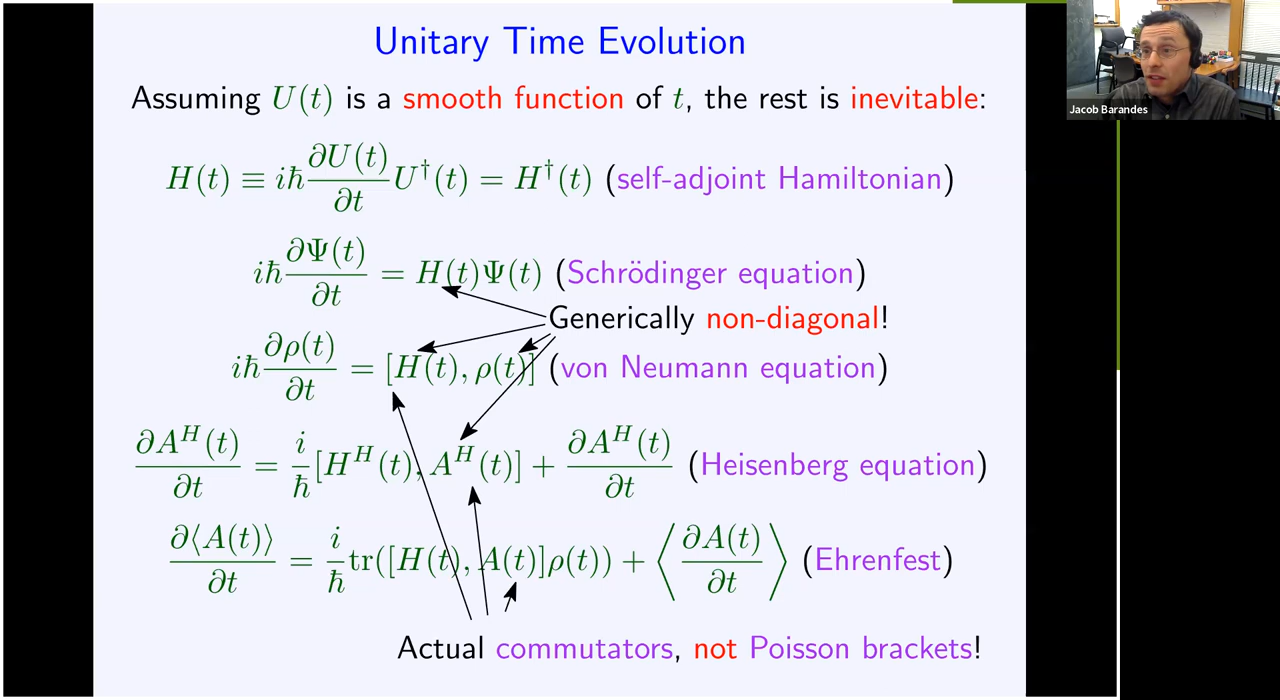 Unitary Time Evolution
Jacob Barandes
Assuming U(t) is a smooth function of t, the rest is inevitable:
H(t) ≡ iħ ∂U(t)/∂t U†(t) = H†(t) (self-adjoint Hamiltonian)
iħ ∂Ψ(t)/∂t = H(t)Ψ(t) (Schrödinger equation)
Generically non-diagonal!
iħ ∂ρ(t)/∂t = [H(t), ρ(t)] (von Neumann equation)
∂A^H(t)/∂t = i/ħ [H^H(t), A^H(t)] + ∂A^H(t)/∂t (Heisenberg equation)
∂⟨A(t)⟩/∂t = i/ħ tr([H(t), A(t)]ρ(t)) + ⟨∂A(t)/∂t⟩ (Ehrenfest)
Actual commutators, not Poisson brackets!